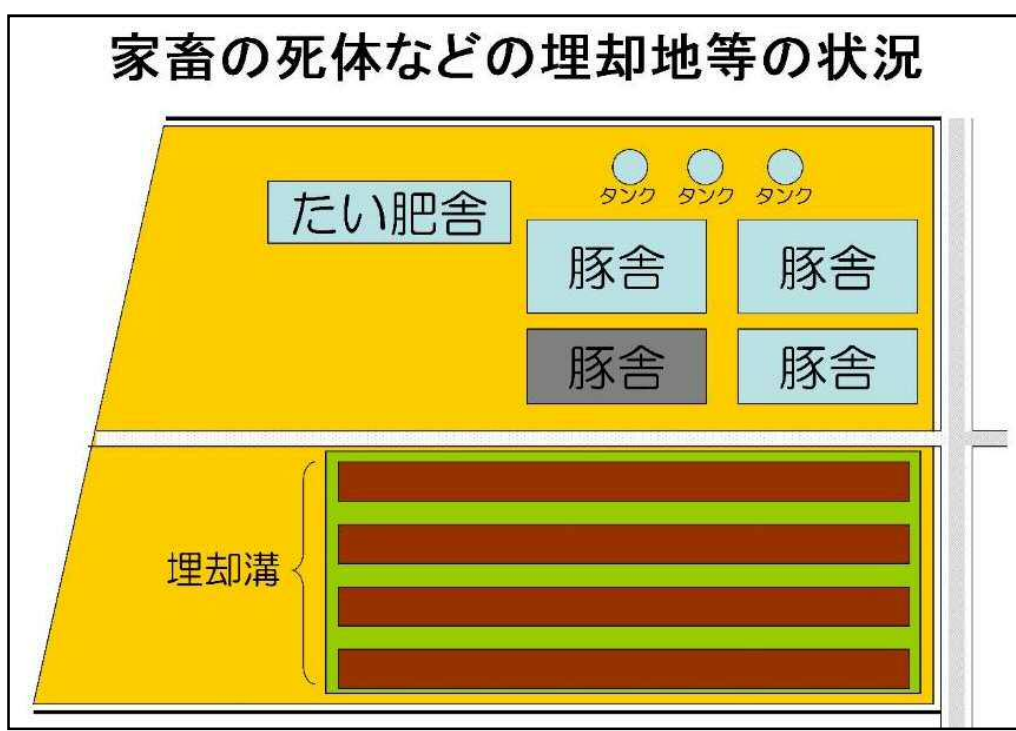 家畜の死体などの埋却地等の状況
タンク タンク タンク
たい肥舎
豚舎 豚舎
豚舎 豚舎
埋却溝